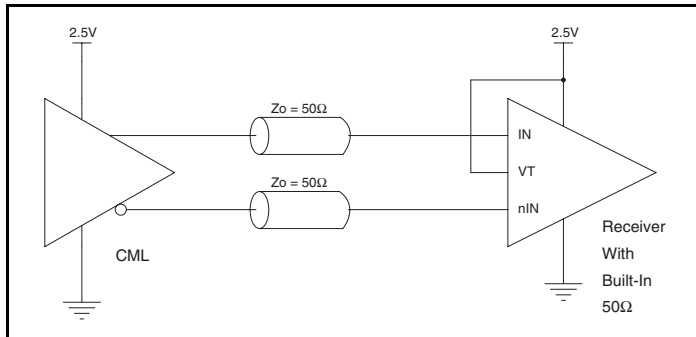 2.5V
2.5V
Zo = 50Ω
IN
VT
Zo = 50Ω
nIN
CML
Receiver
With
Built-In
50Ω